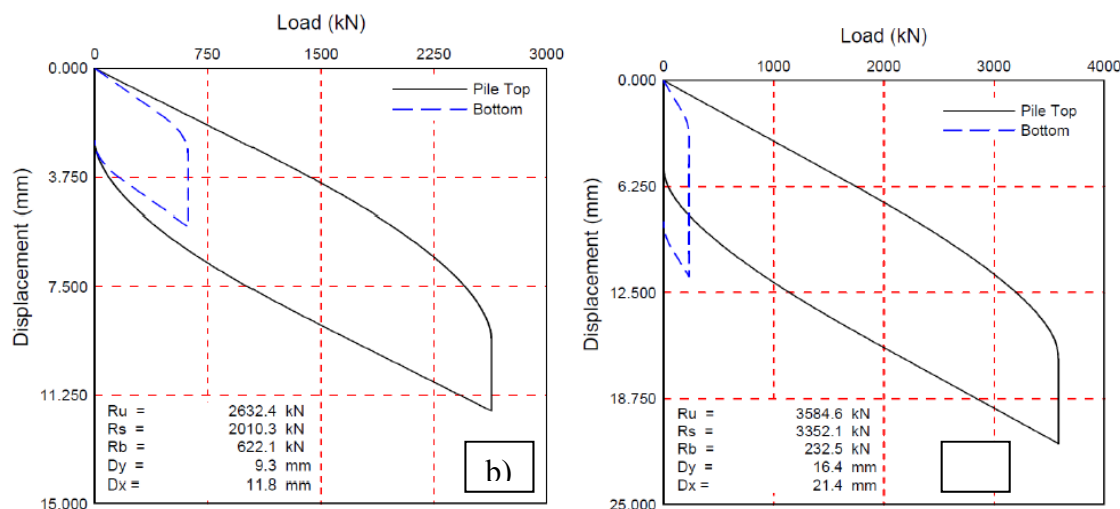 Load (kN)
0 750 1500 2250 3000
0.000
3.750
7.500
11.250
15.000
Displacement (mm)
Pile Top
Bottom
Ru = 2632.4 kN
Rs = 2010.3 kN
Rb = 622.1 kN
Dy = 9.3 mm
Dx = 11.8 mm
b)
Load (kN)
0 1000 2000 3000 4000
0.000
6.250
12.500
18.750
25.000
Displacement (mm)
Pile Top
Bottom
Ru = 3584.6 kN
Rs = 3352.1 kN
Rb = 232.5 kN
Dy = 16.4 mm
Dx = 21.4 mm